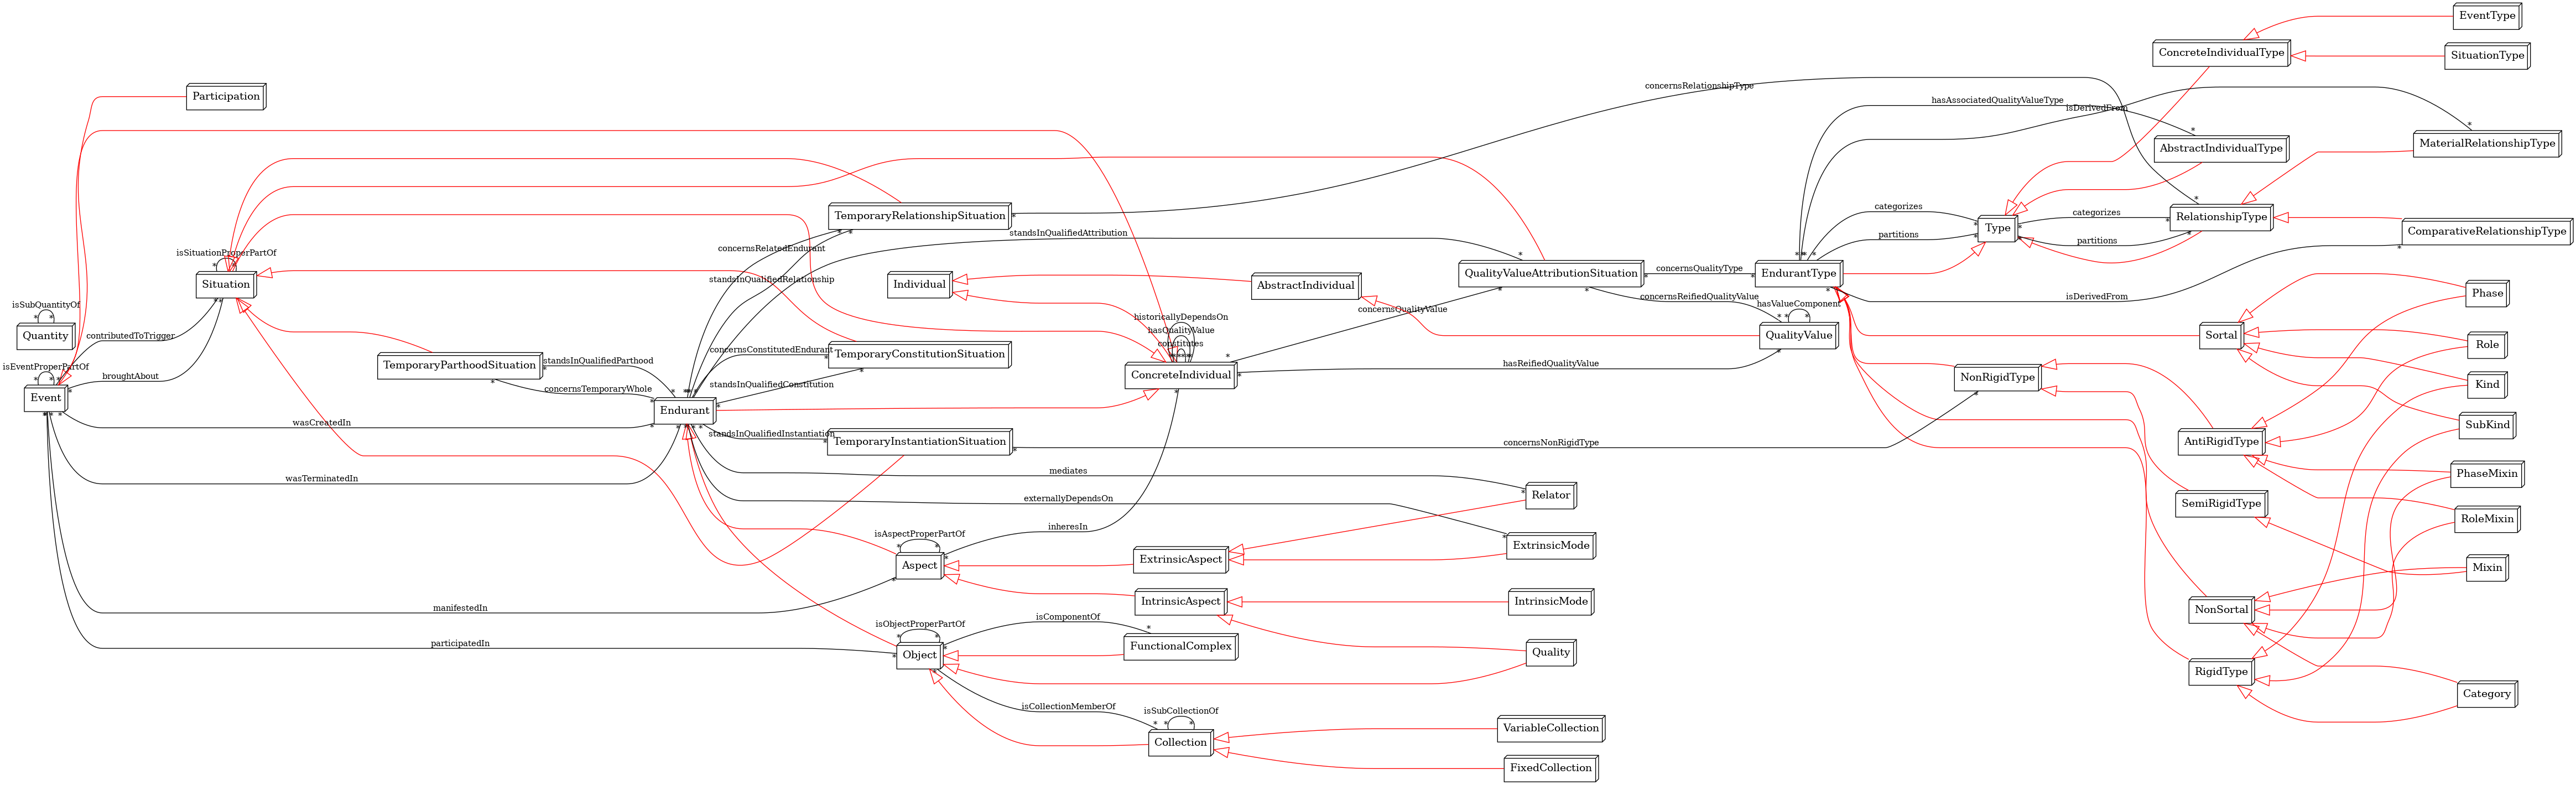 EventType
ConcreteIndividualType
SituationType
Participation
concernsRelationshipType
hasAssociatedQualityValueType
isDerivedFrom
AbstractIndividualType
MaterialRelationshipType
TemporaryRelationshipSituation
categorizes
Type
categorizes
RelationshipType
ComparativeRelationshipType
partitions
partitions
standsInQualifiedAttribution
concernsRelatedEndurant
isSituationProperPartOf
Situation
standsInQualifiedRelationship
Individual
AbstractIndividual
QualityValueAttributionSituation
concernsQualityType
EndurantType
isDerivedFrom
Phase
isSubQuantityOf
Quantity
contributedToTrigger
historicallyDependsOn
hasQualityValue
constitutes
concernsQualityValue
concernsReifiedQualityValue
hasValueComponent
QualityValue
Sortal
Role
standsInQualifiedParthood
concernsConstitutedEndurant
TemporaryConstitutionSituation
TemporaryParthoodSituation
isEventProperPartOf
Event
broughtAbout
concernsTemporaryWhole
standsInQualifiedConstitution
ConcreteIndividual
hasReifiedQualityValue
NonRigidType
Kind
Endurant
wasCreatedIn
standsInQualifiedInstantiation
TemporaryInstantiationSituation
concernsNonRigidType
AntiRigidType
SubKind
wasTerminatedIn
mediates
Relator
PhaseMixin
externallyDependsOn
SemiRigidType
RoleMixin
inheresIn
isAspectProperPartOf
Aspect
ExtrinsicAspect
ExtrinsicMode
Mixin
manifestedIn
IntrinsicAspect
IntrinsicMode
NonSortal
isObjectProperPartOf
isComponentOf
participatedIn
Object
FunctionalComplex
Quality
RigidType
Category
isCollectionMemberOf
isSubCollectionOf
Collection
VariableCollection
FixedCollection